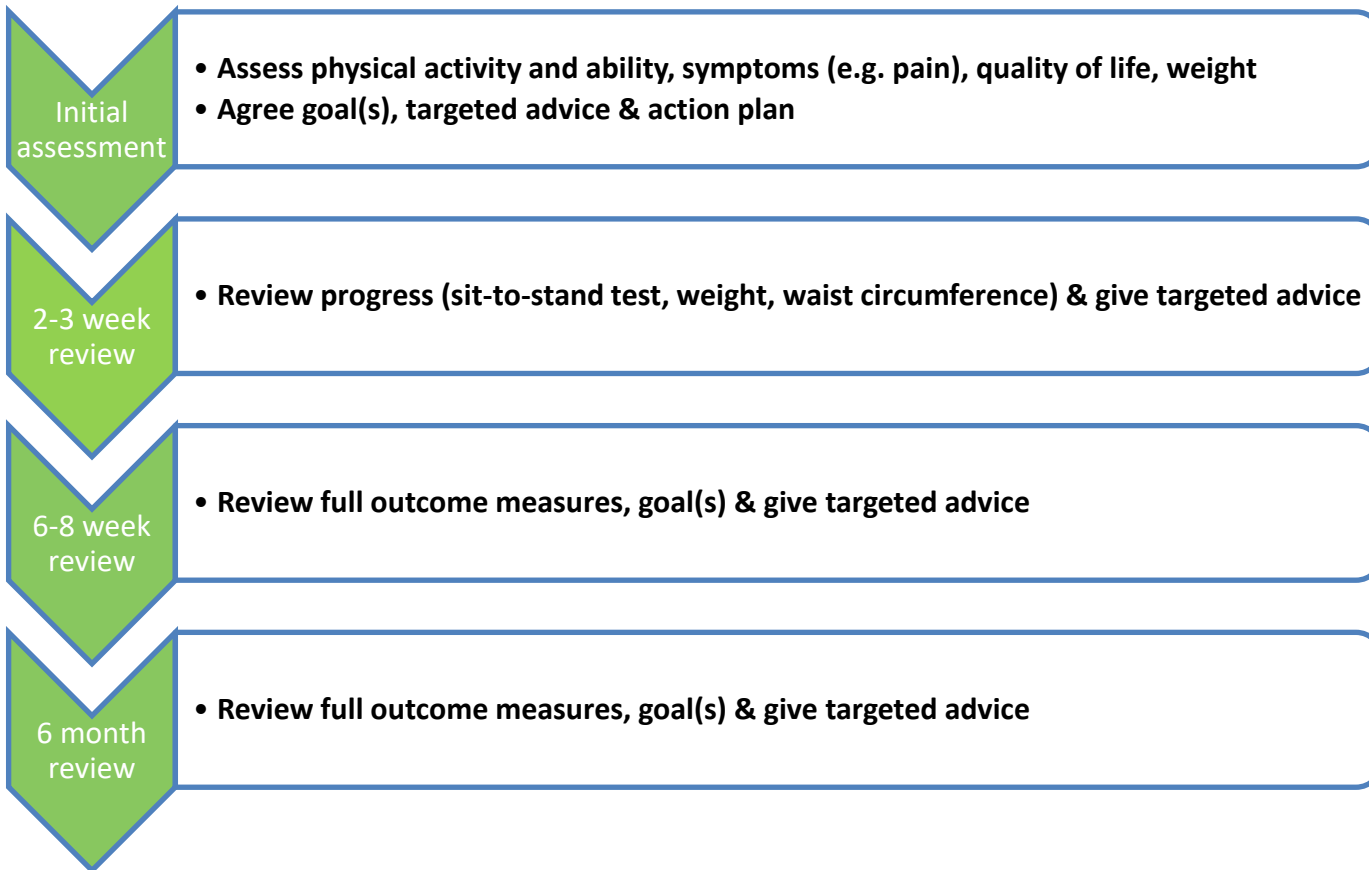 Initial
assessment
• Assess physical activity and ability, symptoms (e.g. pain), quality of life, weight
• Agree goal(s), targeted advice & action plan
2-3 week
review
• Review progress (sit-to-stand test, weight, waist circumference) & give targeted advice
6-8 week
review
• Review full outcome measures, goal(s) & give targeted advice
6 month
review
• Review full outcome measures, goal(s) & give targeted advice